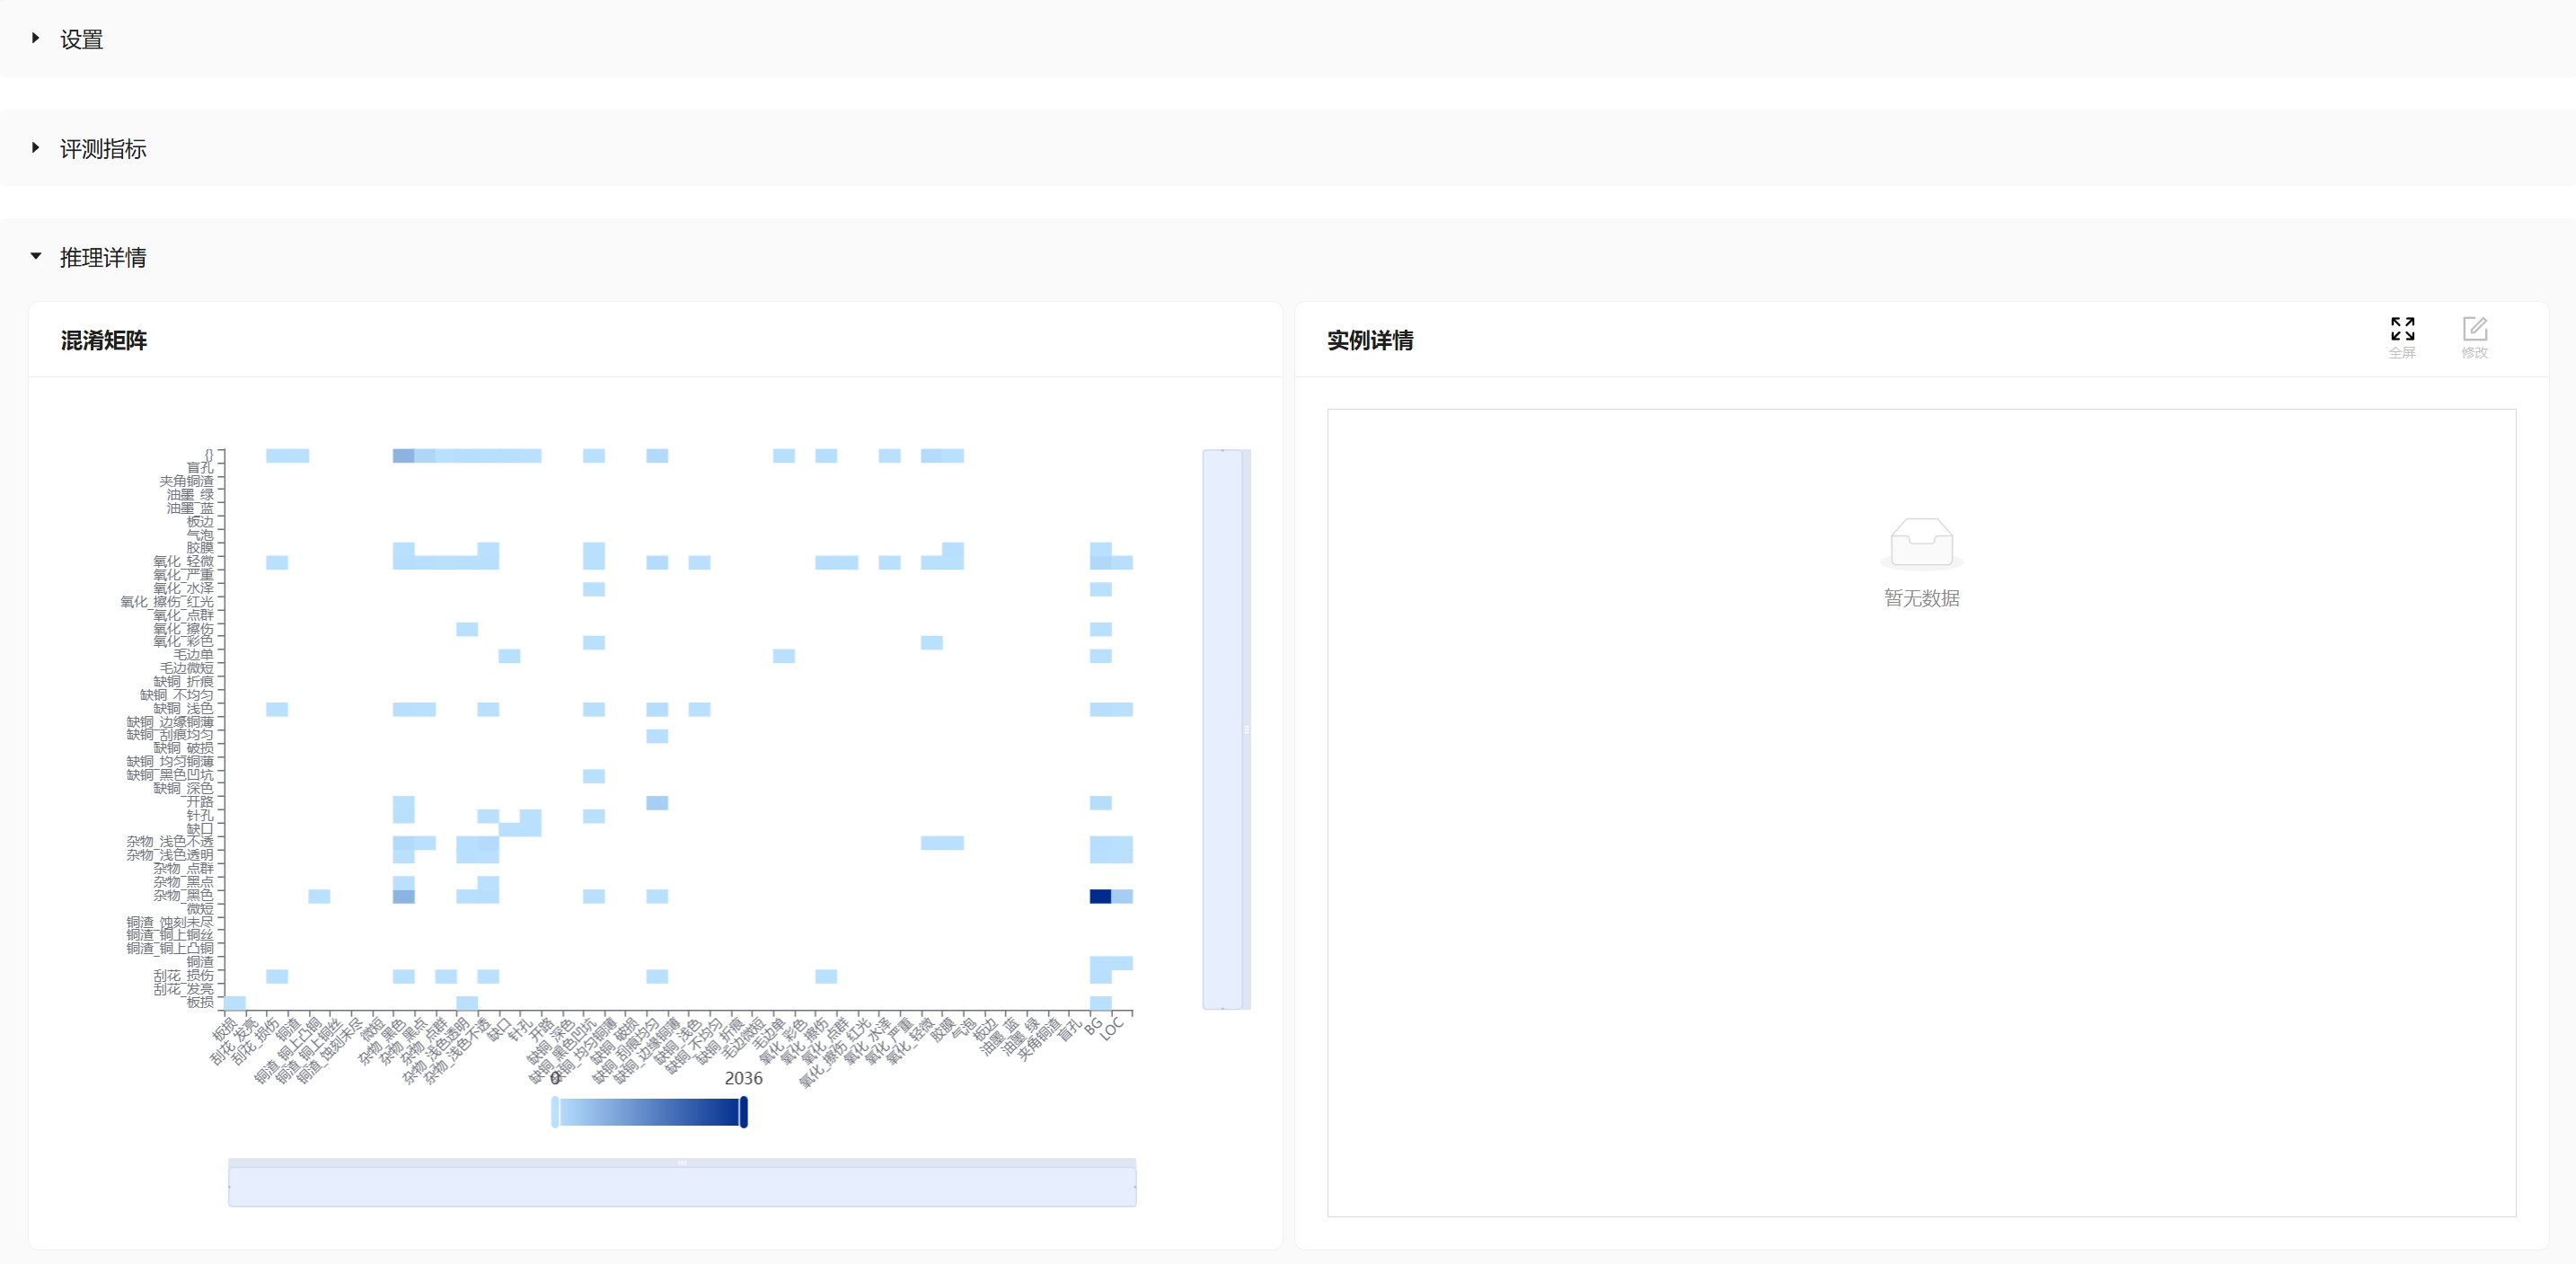 设置
评测指标
推理详情
混淆矩阵
实例详情
全屏
修改
{}
盲孔
夹角铜渣
油墨_绿
油墨_蓝
板边
气泡
胶膜
氧化_轻微
氧化_严重
氧化_水泽
氧化_擦伤_红光
氧化_点群
氧化_擦伤
氧化_彩色
毛边单
毛边微短
缺铜_折痕
缺铜_不均匀
缺铜_浅色
缺铜_边缘铜薄
缺铜_刮痕均匀
缺铜_破损
缺铜_均匀铜薄
缺铜_黑色凹坑
缺铜_深色
开路
针孔
缺口
杂物_浅色不透
杂物_浅色透明
杂物_点群
杂物_黑点
杂物_黑色
微短
铜渣_蚀刻未尽
铜渣_铜上铜丝
铜渣_铜上凸铜
铜渣
刮花_损伤
刮花_发亮
板损
板损
刮花_发亮
刮花_损伤
铜渣
铜渣_铜上凸铜
铜渣_铜上铜丝
铜渣_蚀刻未尽
微短
杂物_黑色
杂物_黑点
杂物_点群
杂物_浅色透明
杂物_浅色不透
缺口
针孔
开路
缺铜_深色
缺铜_黑色凹坑
缺铜_均匀铜薄
缺铜_破损
缺铜_刮痕均匀
缺铜_边缘铜薄
缺铜_浅色
缺铜_不均匀
缺铜_折痕
毛边微短
毛边单
氧化_彩色
氧化_擦伤
氧化_点群
氧化_擦伤_红光
氧化_水泽
氧化_严重
氧化_轻微
胶膜
气泡
板边
油墨_蓝
油墨_绿
夹角铜渣
盲孔
BG
LOC
0
2036
暂无数据